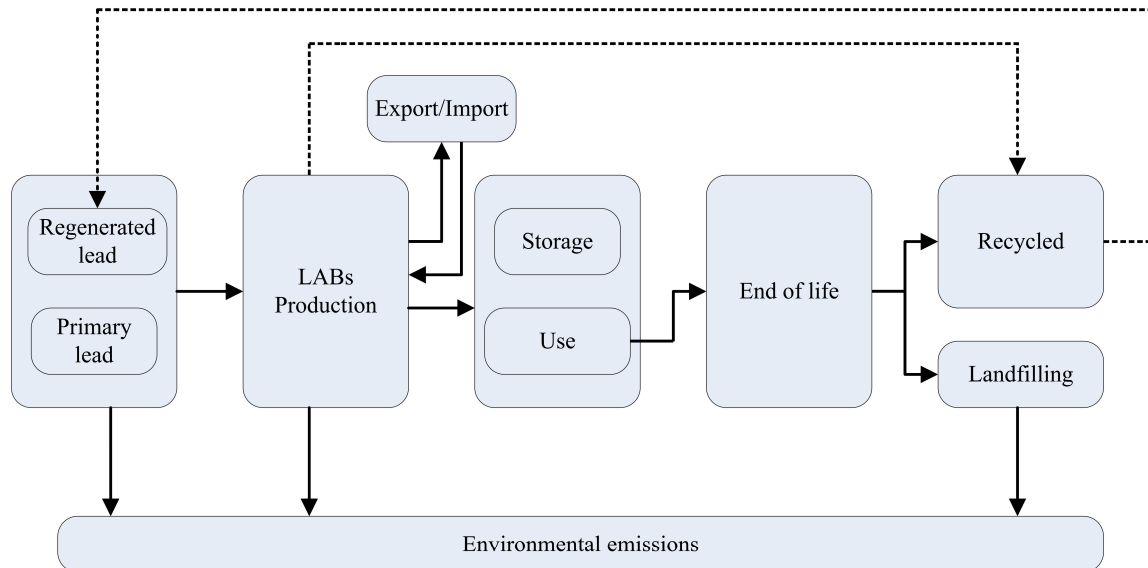 Export/Import
Regenerated
lead
Primary
lead
LABs
Production
Storage
Use
End of life
Recycled
Landfilling
Environmental emissions